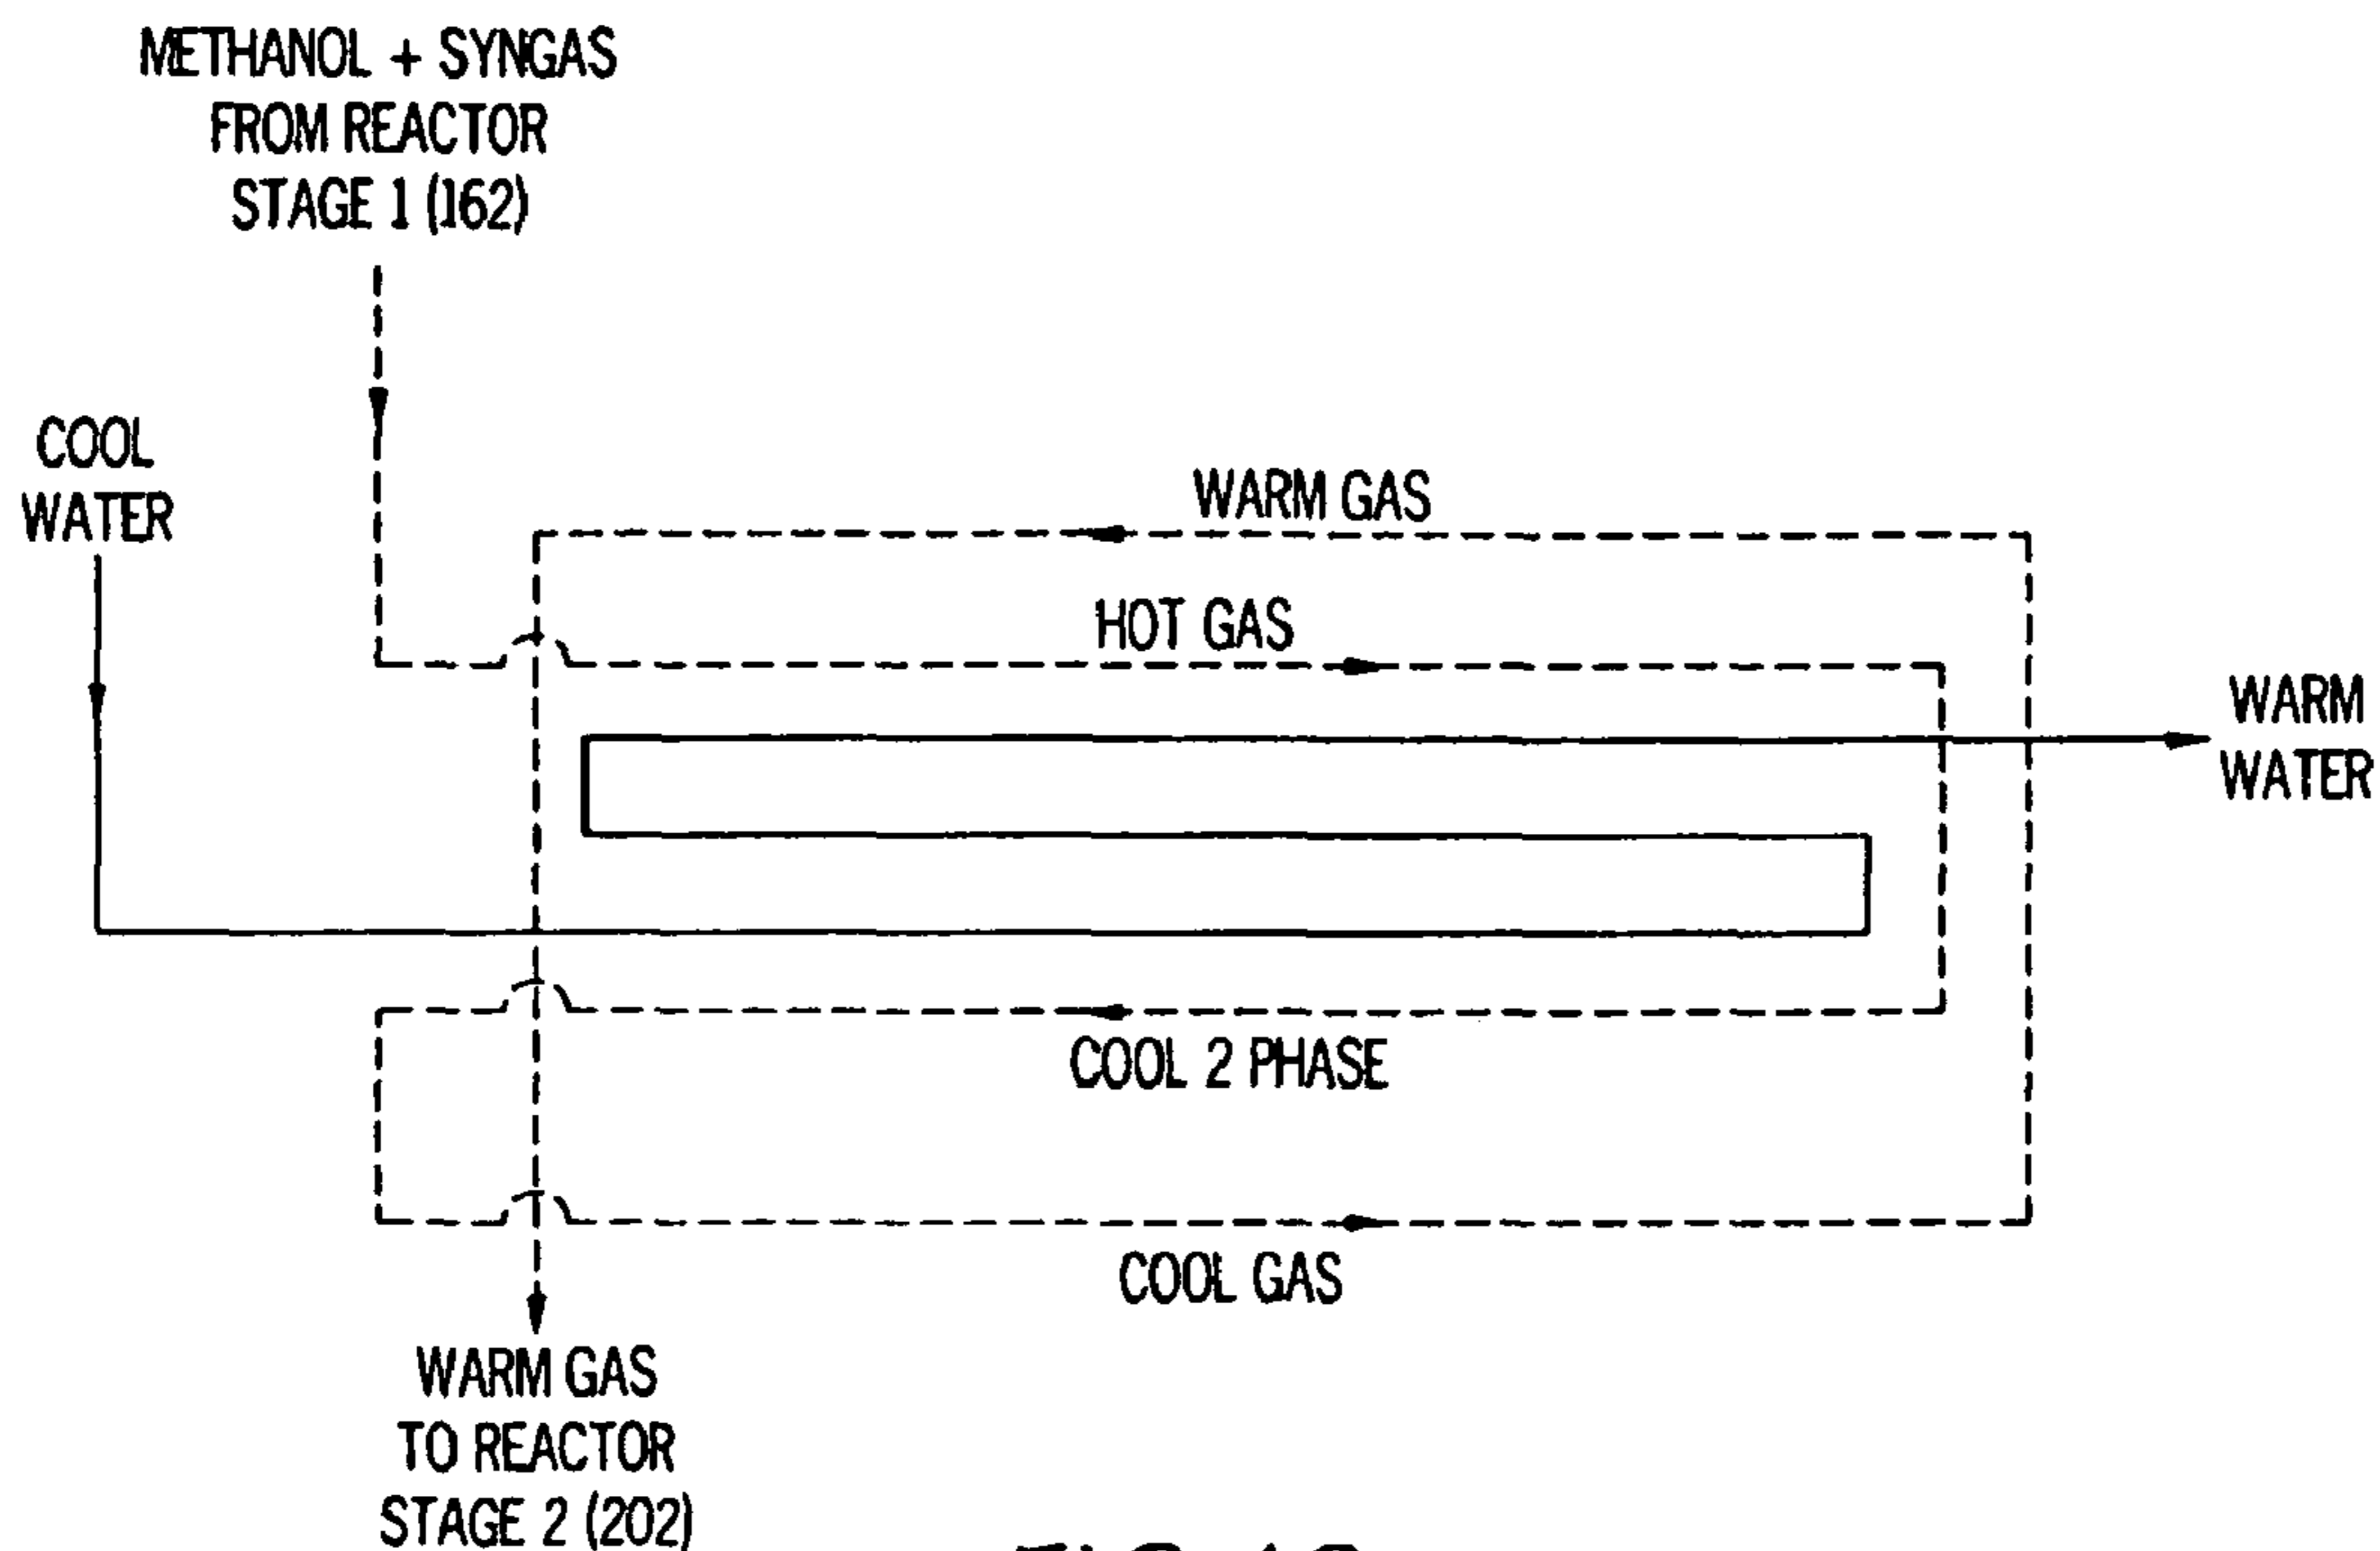 METHANOL + SYNGAS
FROM REACTOR
STAGE 1 (162)
COOL
WATER
WARM GAS
HOT GAS
WARM
WATER
COOL 2 PHASE
COOL GAS
WARM GAS
TO REACTOR
STAGE 2 (202)